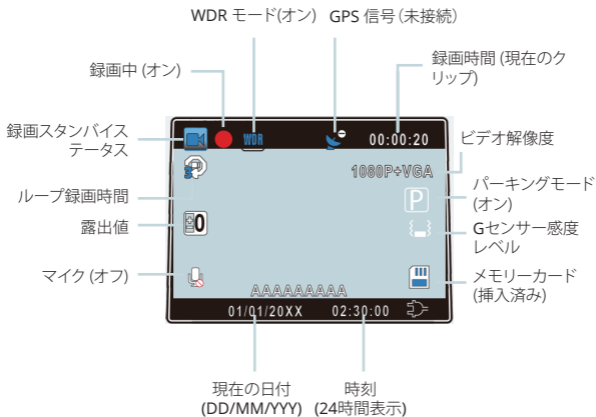 WDR モード(オン)
GPS 信号(未接続)
録画中 (オン)
録画時間 (現在のク
リップ)
録画スタンバイス
テータス
WDR
00:00:20
ビデオ解像度
1080P+VGA
ループ録画時間
3
P
パーキングモード
(オン)
露出値
0
Gセンサー感度
レベル
マイク (オフ)
メモリーカード
(挿入済み)
AAAAAAAAA
01/01/20XX
02:30:00
現在の日付
(DD/MM/YYY)
時刻
(24時間表示)